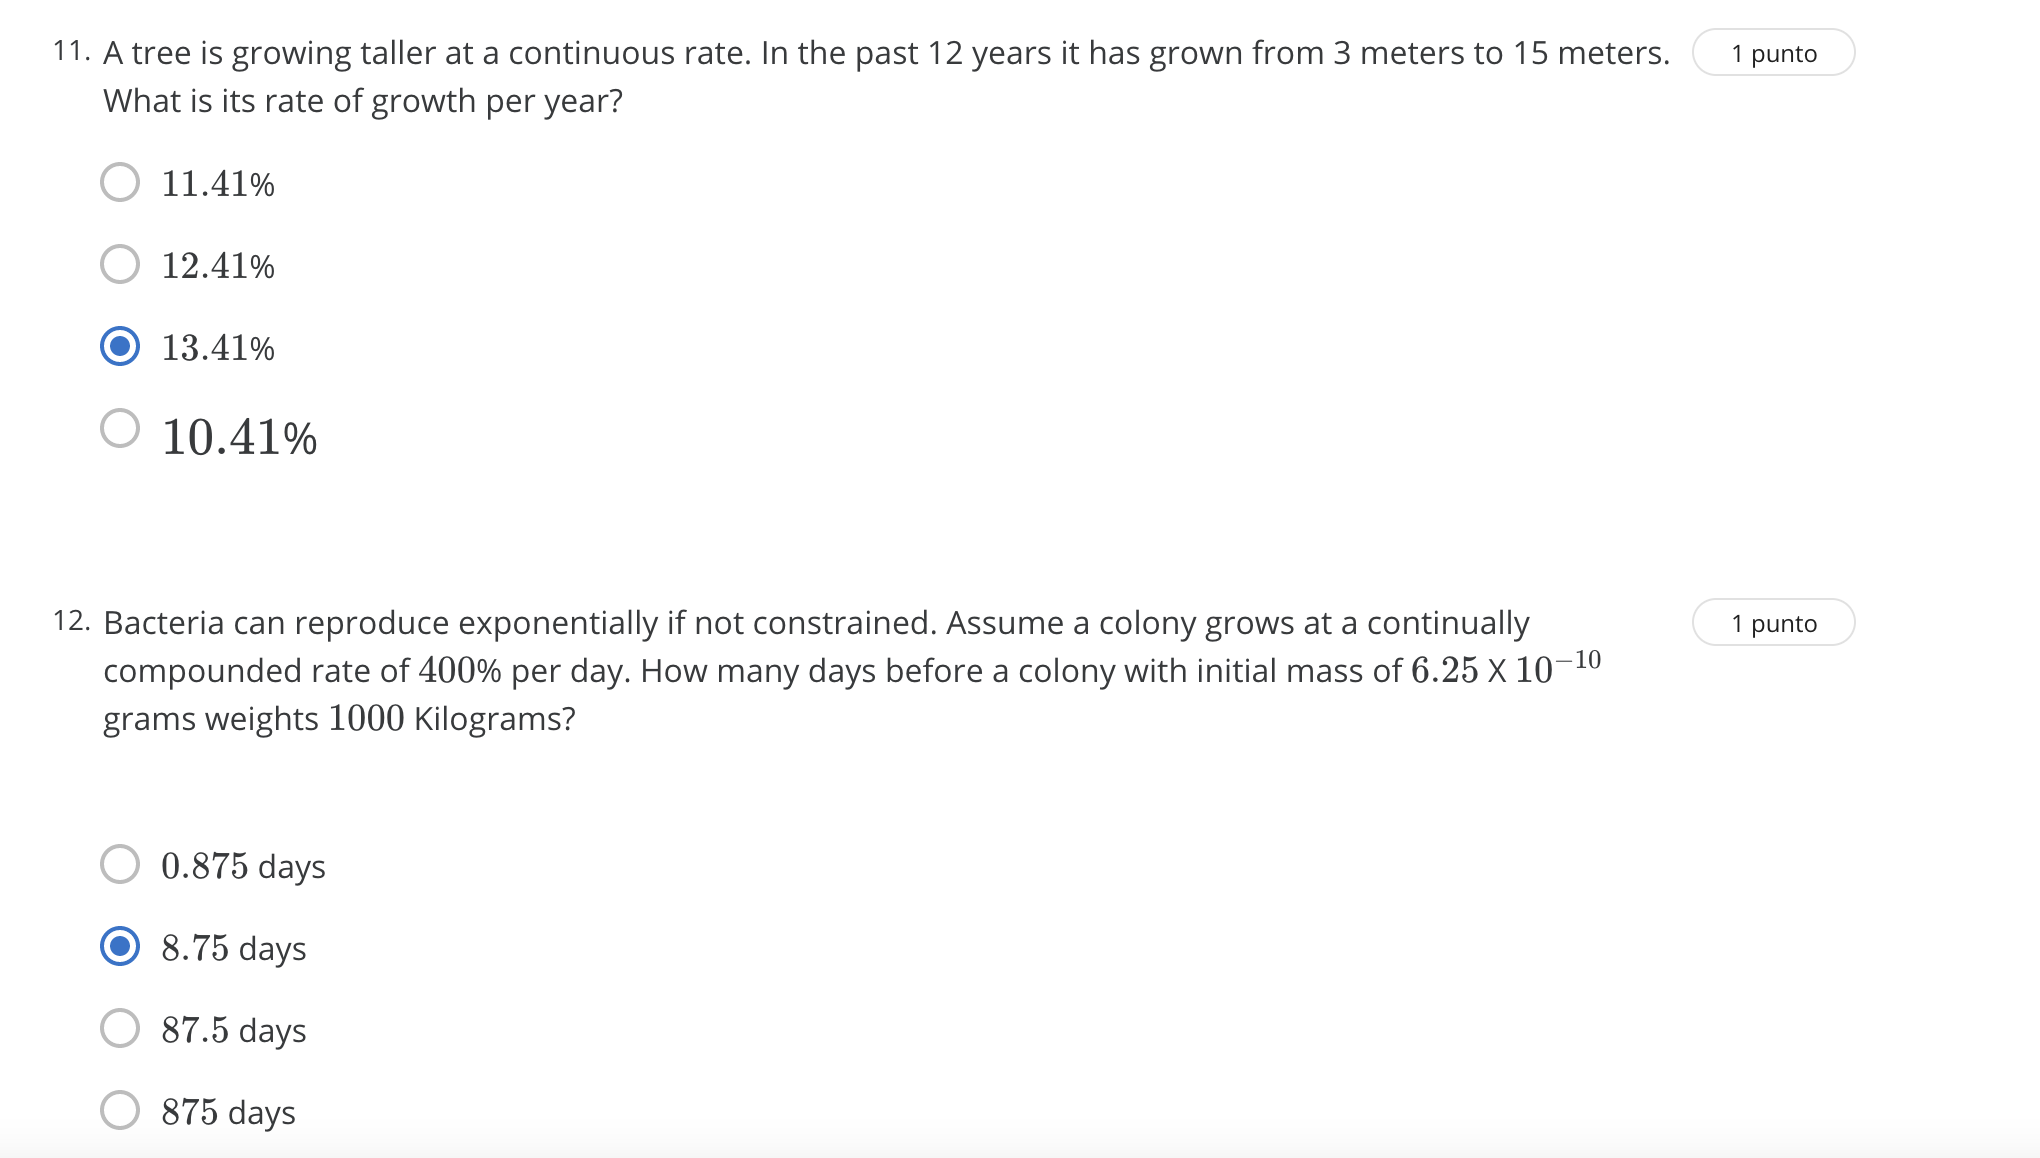 11. A tree is growing taller at a continuous rate. In the past 12 years it has grown from 3 meters to 15 meters. 1 punto
What is its rate of growth per year?
11.41%
12.41%
13.41%
10.41%
12. Bacteria can reproduce exponentially if not constrained. Assume a colony grows at a continually 1 punto
compounded rate of 400% per day. How many days before a colony with initial mass of 6.25 X 10⁻¹⁰
grams weights 1000 Kilograms?
0.875 days
8.75 days
87.5 days
875 days